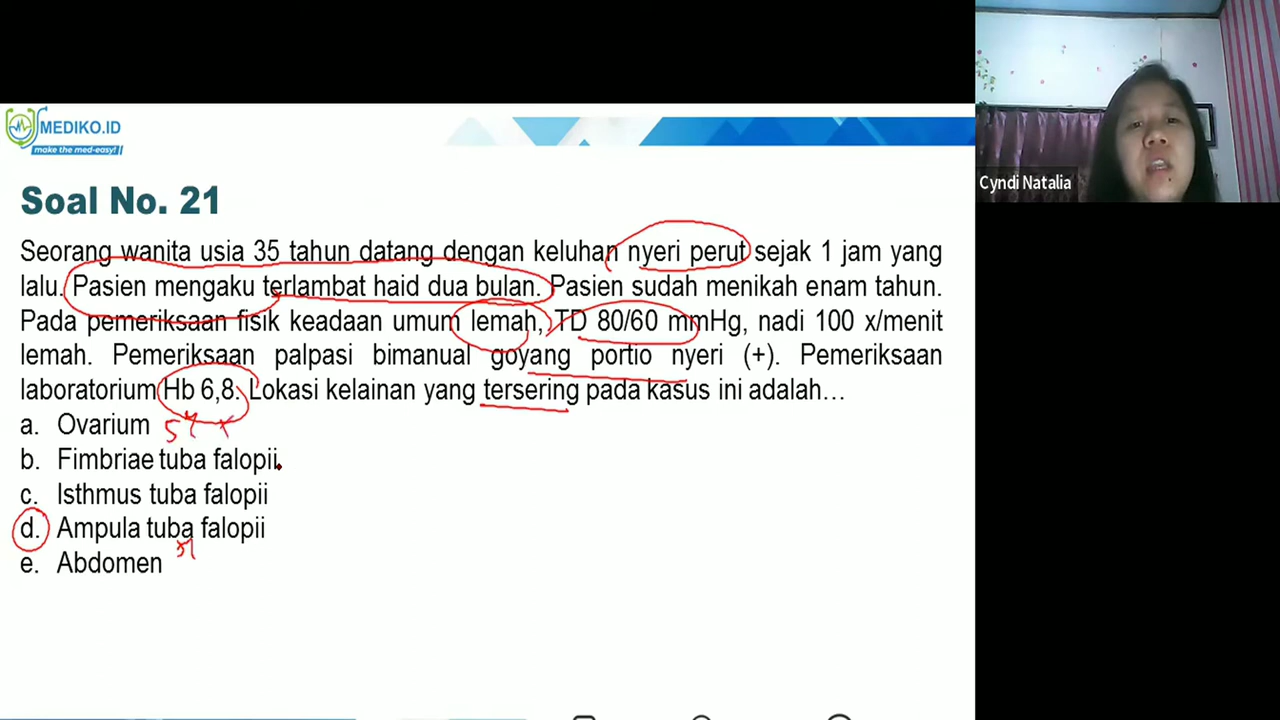 MEDIKO.ID
make the med-easy!
Cyndi Natalia
Soal No. 21
Seorang wanita usia 35 tahun datang dengan keluhan nyeri perut sejak 1 jam yang
lalu. Pasien mengaku terlambat haid dua bulan. Pasien sudah menikah enam tahun.
Pada pemeriksaan fisik keadaan umum lemah, TD 80/60 mmHg, nadi 100 x/menit
lemah. Pemeriksaan palpasi bimanual goyang portio nyeri (+). Pemeriksaan
laboratorium Hb 6,8. Lokasi kelainan yang tersering pada kasus ini adalah…
a. Ovarium
b. Fimbriae tuba falopii
c. Isthmus tuba falopii
d. Ampula tuba falopii
e. Abdomen